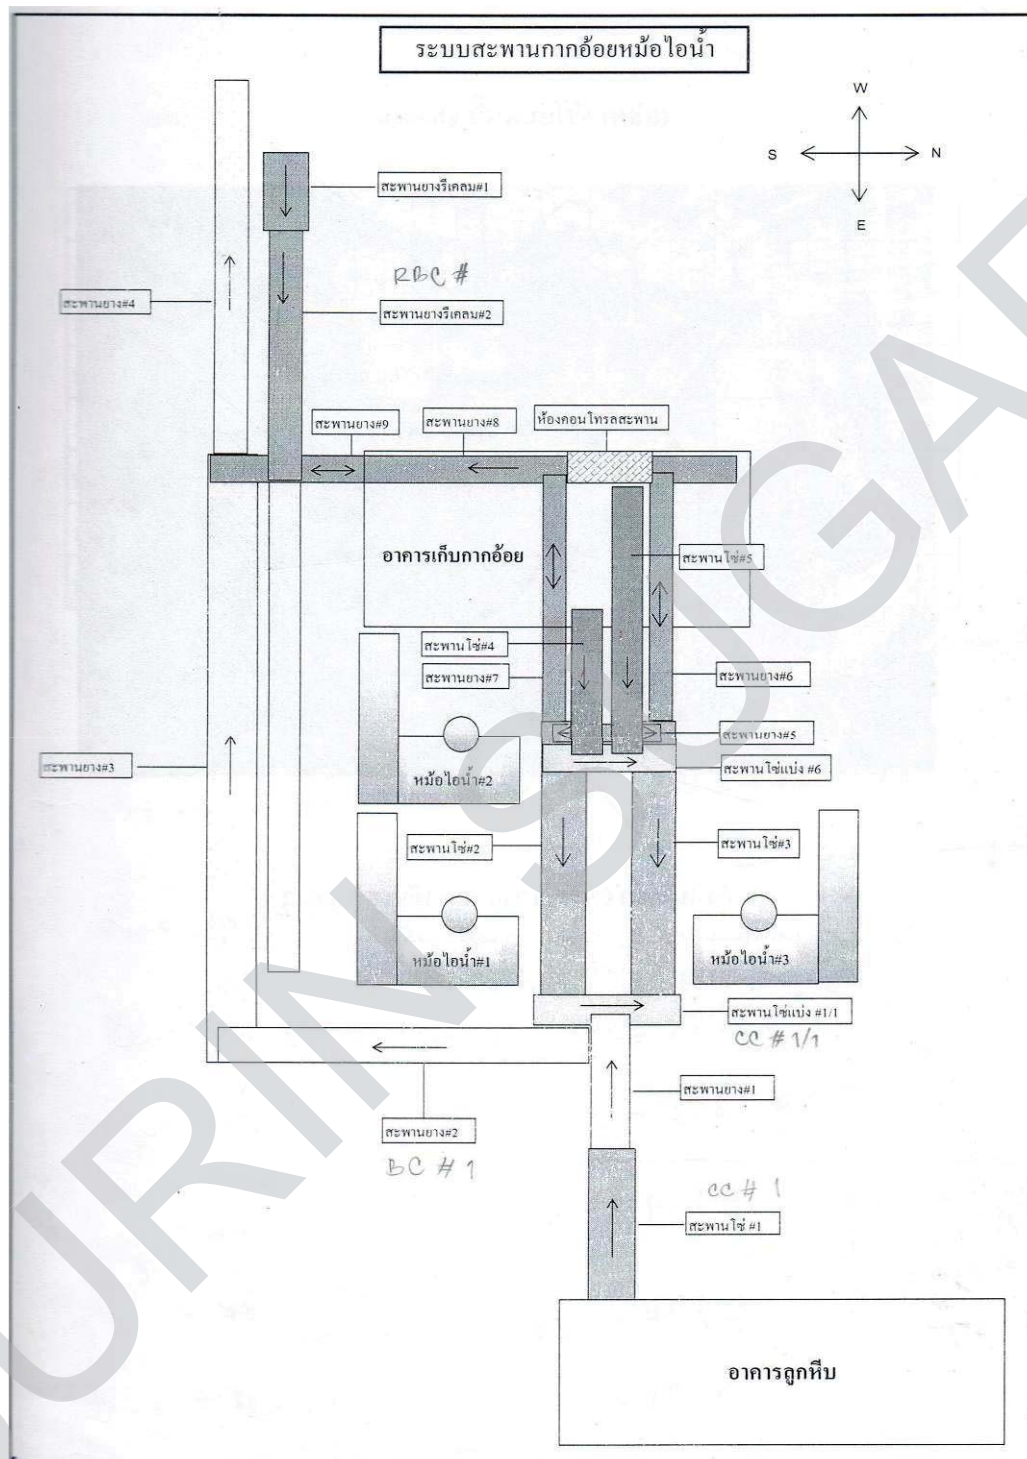 ระบบสะพานกากอ้อยหม้อไอน้ำ
W
S
N
E
สะพานยางรีเคลม#1
RBC #
สะพานยาง#4
สะพานยางรีเคลม#2
สะพานยาง#9
สะพานยาง#8
ห้องคอนโทรลสะพาน
อาคารเก็บกากอ้อย
สะพานโซ่#5
สะพานโซ่#4
สะพานยาง#7
สะพานยาง#6
สะพานยาง#5
สะพานยาง#3
หม้อไอน้ำ#2
สะพานโซ่แบ่ง #6
สะพานโซ่#2
สะพานโซ่#3
หม้อไอน้ำ#1
หม้อไอน้ำ#3
สะพานโซ่แบ่ง #1/1
CC # 1/1
สะพานยาง#1
สะพานยาง#2
BC # 1
CC # 1
สะพานโซ่ #1
อาคารลูกหีบ
URIN SUGAR